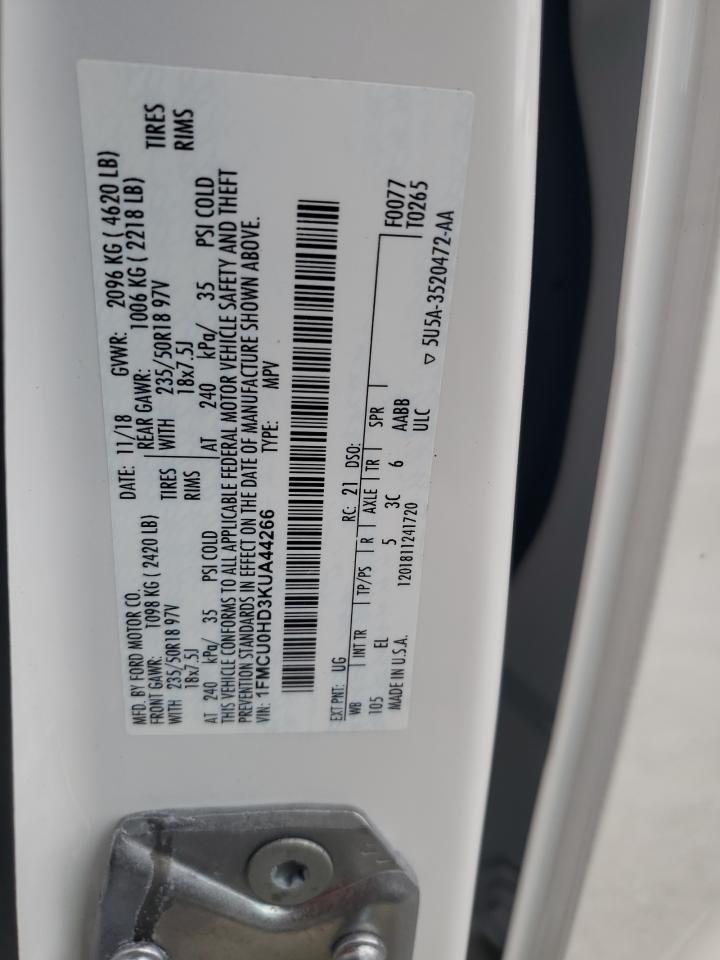 MFD. BY FORD MOTOR CO. DATE: 11/18 GVWR: 2096 KG ( 4620 LB)
FRONT GAWR: 1098 KG ( 2420 LB) REAR GAWR: 1006 KG ( 2218 LB)
WITH 235/50R18 97V TIRES WITH 235/50R18 97V TIRES
18x7.5J RIMS 18x7.5J RIMS
AT 240 kPa/ 35 PSI COLD AT 240 kPa/ 35 PSI COLD
THIS VEHICLE CONFORMS TO ALL APPLICABLE FEDERAL MOTOR VEHICLE SAFETY AND THEFT
PREVENTION STANDARDS IN EFFECT ON THE DATE OF MANUFACTURE SHOWN ABOVE.
VIN: 1FMCU0HD3KUA44266 TYPE: MPV
EXT PNT: UG RC: 21 DSO: F0077
WB INT TR TP/PS R AXLE TR SPR T0265
105 EL 5 3C 6 AABB
MADE IN U.S.A. 1201811241720 ULC ▽ 5U5A-3520472-AA